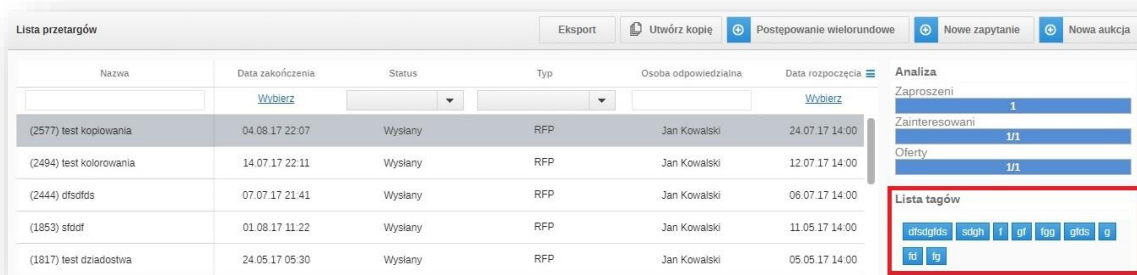 Lista przetargów Eksport Utwórz kopię Postępowanie wielorundowe Nowe zapytanie Nowa aukcja
Nazwa Data zakończenia Status Typ Osoba odpowiedzialna Data rozpoczęcia
Wybierz Wybierz
(2577) test kopiowania 04.08.17 22:07 Wysłany RFP Jan Kowalski 24.07.17 14:00
(2494) test kolorowania 14.07.17 22:11 Wysłany RFP Jan Kowalski 12.07.17 14:00
(2444) dfsdfds 07.07.17 21:41 Wysłany RFP Jan Kowalski 06.07.17 14:00
(1853) sfddf 01.08.17 11:22 Wysłany RFP Jan Kowalski 11.05.17 14:00
(1817) test dziadostwa 24.05.17 05:30 Wysłany RFP Jan Kowalski 05.05.17 14:00
Analiza
Zaproszeni
1
Zainteresowani
1/1
Oferty
1/1
Lista tagów
dfsdgfds sdgh f gf fgg gfds g
fd fg